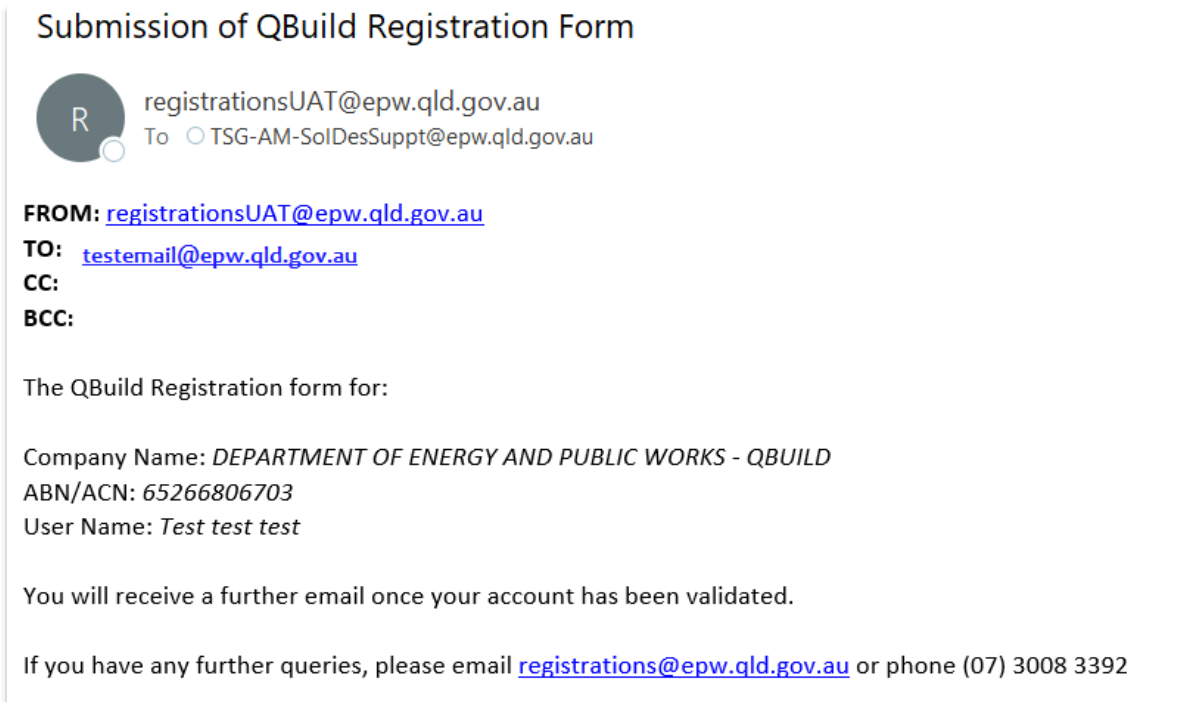 Submission of QBuild Registration Form
R
registrationsUAT@epw.qld.gov.au
To TSG-AM-SolDesSuppt@epw.qld.gov.au
FROM: registrationsUAT@epw.qld.gov.au
TO: testemail@epw.qld.gov.au
CC:
BCC:
The QBuild Registration form for:
Company Name: DEPARTMENT OF ENERGY AND PUBLIC WORKS - QBUILD
ABN/ACN: 65266806703
User Name: Test test test
You will receive a further email once your account has been validated.
If you have any further queries, please email registrations@epw.qld.gov.au or phone (07) 3008 3392